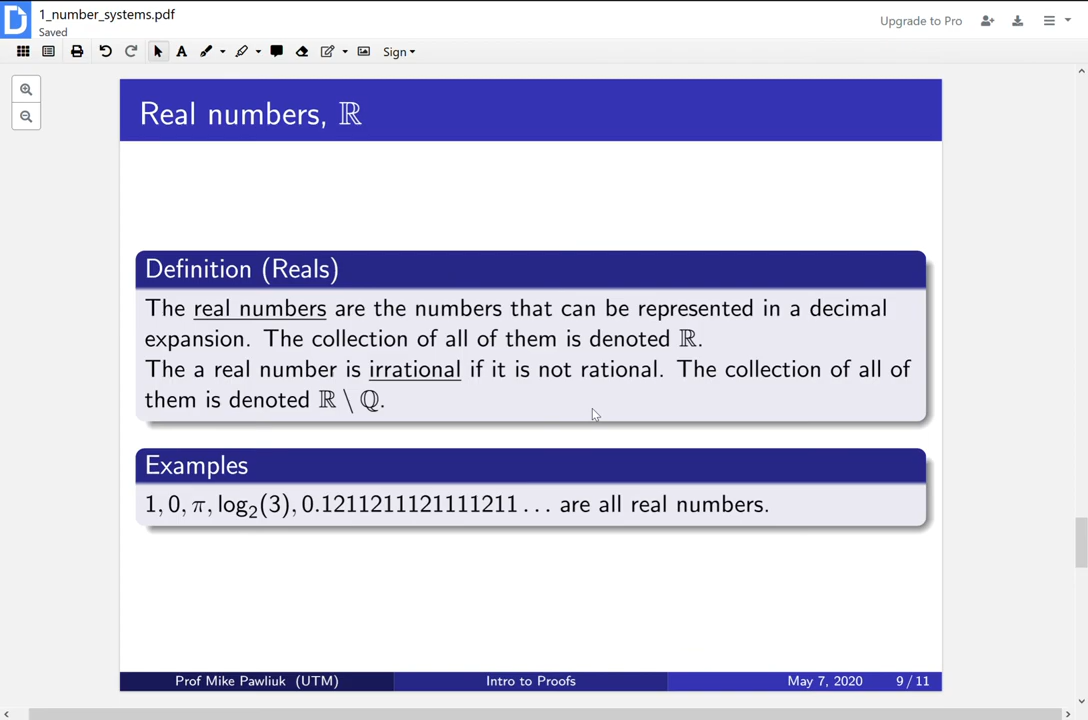 1_number_systems.pdf
Saved
Upgrade to Pro
A
Sign
Real numbers, ℝ
Definition (Reals)
The real numbers are the numbers that can be represented in a decimal
expansion. The collection of all of them is denoted ℝ.
The a real number is irrational if it is not rational. The collection of all of
them is denoted ℝ \ ℚ.
Examples
1, 0, π, log₂(3), 0.12112111211112111... are all real numbers.
Prof Mike Pawliuk (UTM) Intro to Proofs May 7, 2020 9 / 11